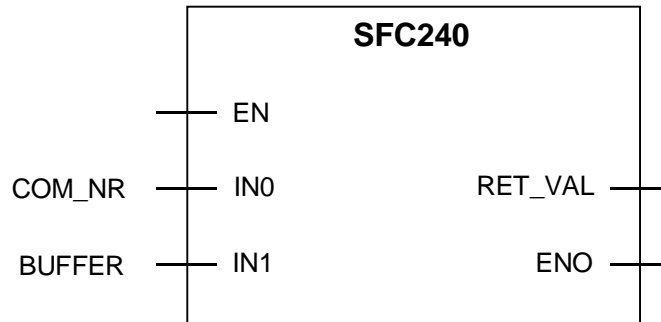 SFC240
EN
COM_NR IN0 RET_VAL
BUFFER IN1 ENO